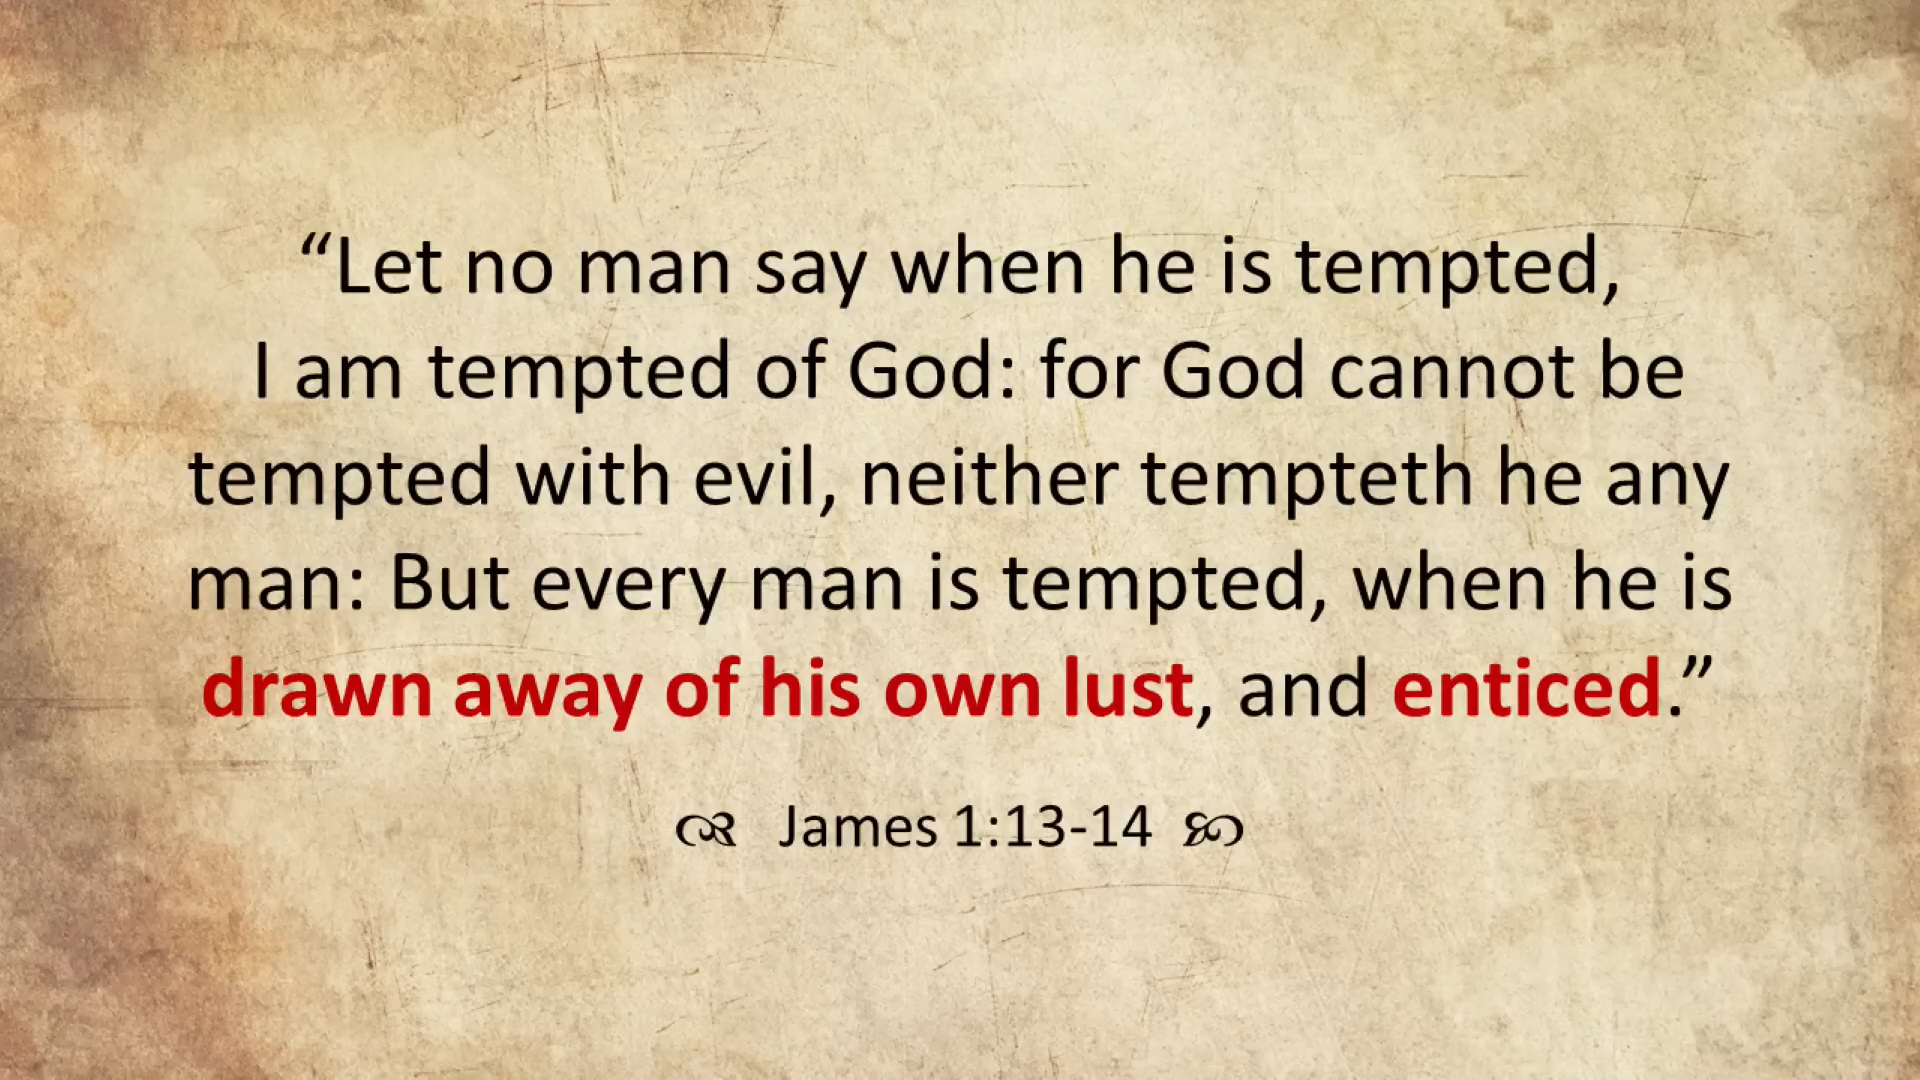 “Let no man say when he is tempted,
I am tempted of God: for God cannot be
tempted with evil, neither tempteth he any
man: But every man is tempted, when he is
drawn away of his own lust, and enticed.”
James 1:13-14